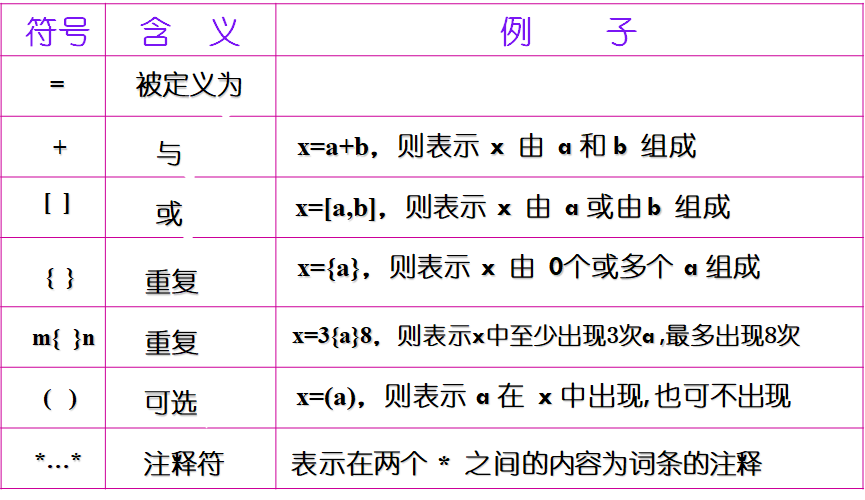 符号 含 义 例 子
= 被定义为
+ 与 x=a+b，则表示 x 由 a 和 b 组成
[ ] 或 x=[a,b]，则表示 x 由 a 或由 b 组成
{ } 重复 x={a}，则表示 x 由 0个或多个 a 组成
m{ }n 重复 x=3{a}8，则表示x中至少出现3次a,最多出现8次
( ) 可选 x=(a)，则表示 a 在 x 中出现,也可不出现
*…* 注释符 表示在两个 * 之间的内容为词条的注释